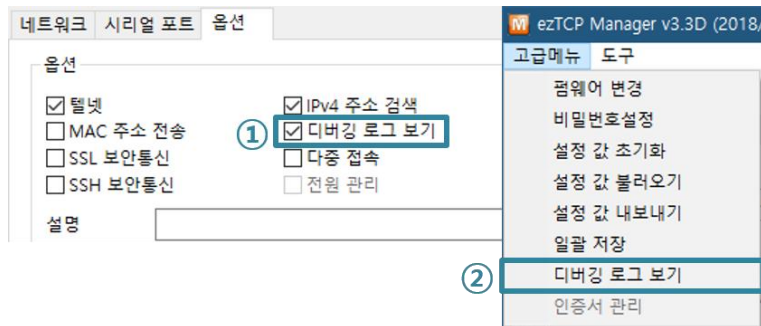 네트워크 시리얼 포트 옵션
옵션
☑ 텔넷 ☑ IPv4 주소 검색
☐ MAC 주소 전송 ① ☑ 디버깅 로그 보기
☐ SSL 보안통신 ☐ 다중 접속
☐ SSH 보안통신 ☐ 전원 관리
설명
M ezTCP Manager v3.3D (2018/
고급메뉴 도구
펌웨어 변경
비밀번호설정
설정 값 초기화
설정 값 불러오기
설정 값 내보내기
일괄 저장
② 디버깅 로그 보기
인증서 관리